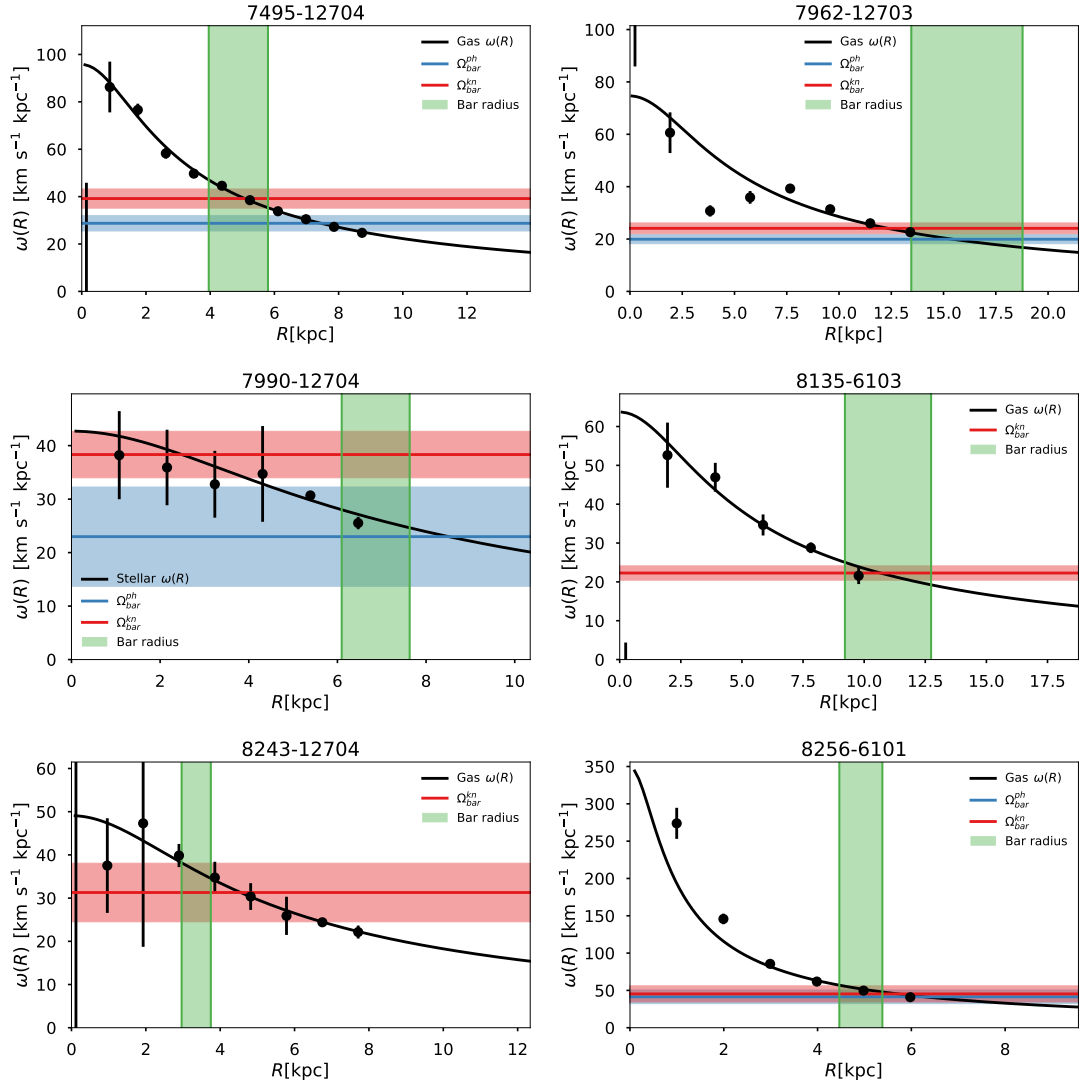 7495-12704
ω(R) [km s⁻¹ kpc⁻¹]
100
80
60
40
20
0
Gas ω(R)
Ω_bar^ph
Ω_bar^kn
Bar radius
0 2 4 6 8 10 12
R[kpc]
7962-12703
ω(R) [km s⁻¹ kpc⁻¹]
100
80
60
40
20
0
Gas ω(R)
Ω_bar^ph
Ω_bar^kn
Bar radius
0.0 2.5 5.0 7.5 10.0 12.5 15.0 17.5 20.0
R[kpc]
7990-12704
ω(R) [km s⁻¹ kpc⁻¹]
40
30
20
10
0
Stellar ω(R)
Ω_bar^ph
Ω_bar^kn
Bar radius
0 2 4 6 8 10
R[kpc]
8135-6103
ω(R) [km s⁻¹ kpc⁻¹]
60
50
40
30
20
10
0
Gas ω(R)
Ω_bar^kn
Bar radius
0.0 2.5 5.0 7.5 10.0 12.5 15.0 17.5
R[kpc]
8243-12704
ω(R) [km s⁻¹ kpc⁻¹]
60
50
40
30
20
10
0
Gas ω(R)
Ω_bar^kn
Bar radius
0 2 4 6 8 10 12
R[kpc]
8256-6101
ω(R) [km s⁻¹ kpc⁻¹]
350
300
250
200
150
100
50
0
Gas ω(R)
Ω_bar^ph
Ω_bar^kn
Bar radius
0 2 4 6 8
R[kpc]